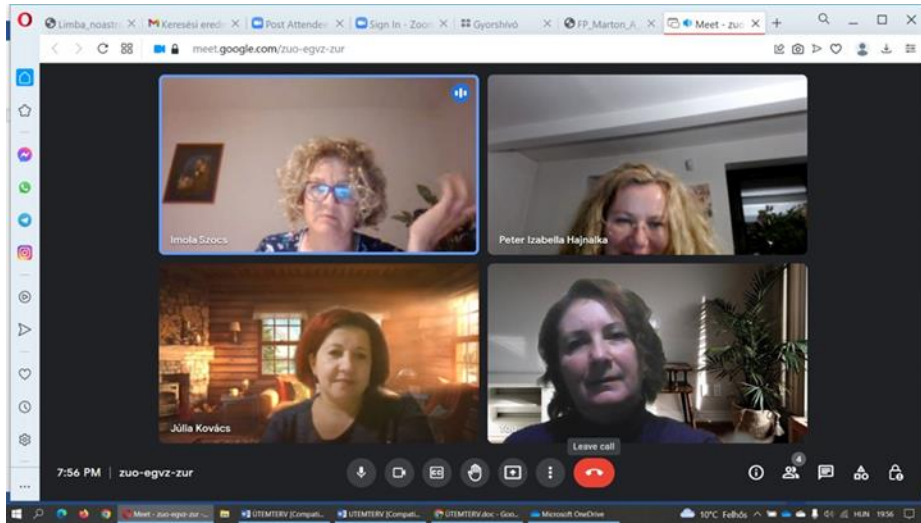 Limba_noastr
Keresési ered
Post Attendee
Sign In - Zoom
Gyorshívó
FP_Marton_A
Meet - zuo
meet.google.com/zuo-egvz-zur
Imola Szocs
Peter Izabella Hajnalka
Júlia Kovács
You
Leave call
7:56 PM | zuo-egvz-zur
4
Meet - zuo-egvz-zur -...
ÜTEMTERV [Compati...
ÜTEMTERV [Compati...
ÜTEMTERV.doc - Goo...
Microsoft OneDrive
10°C Felhős
HUN
1956